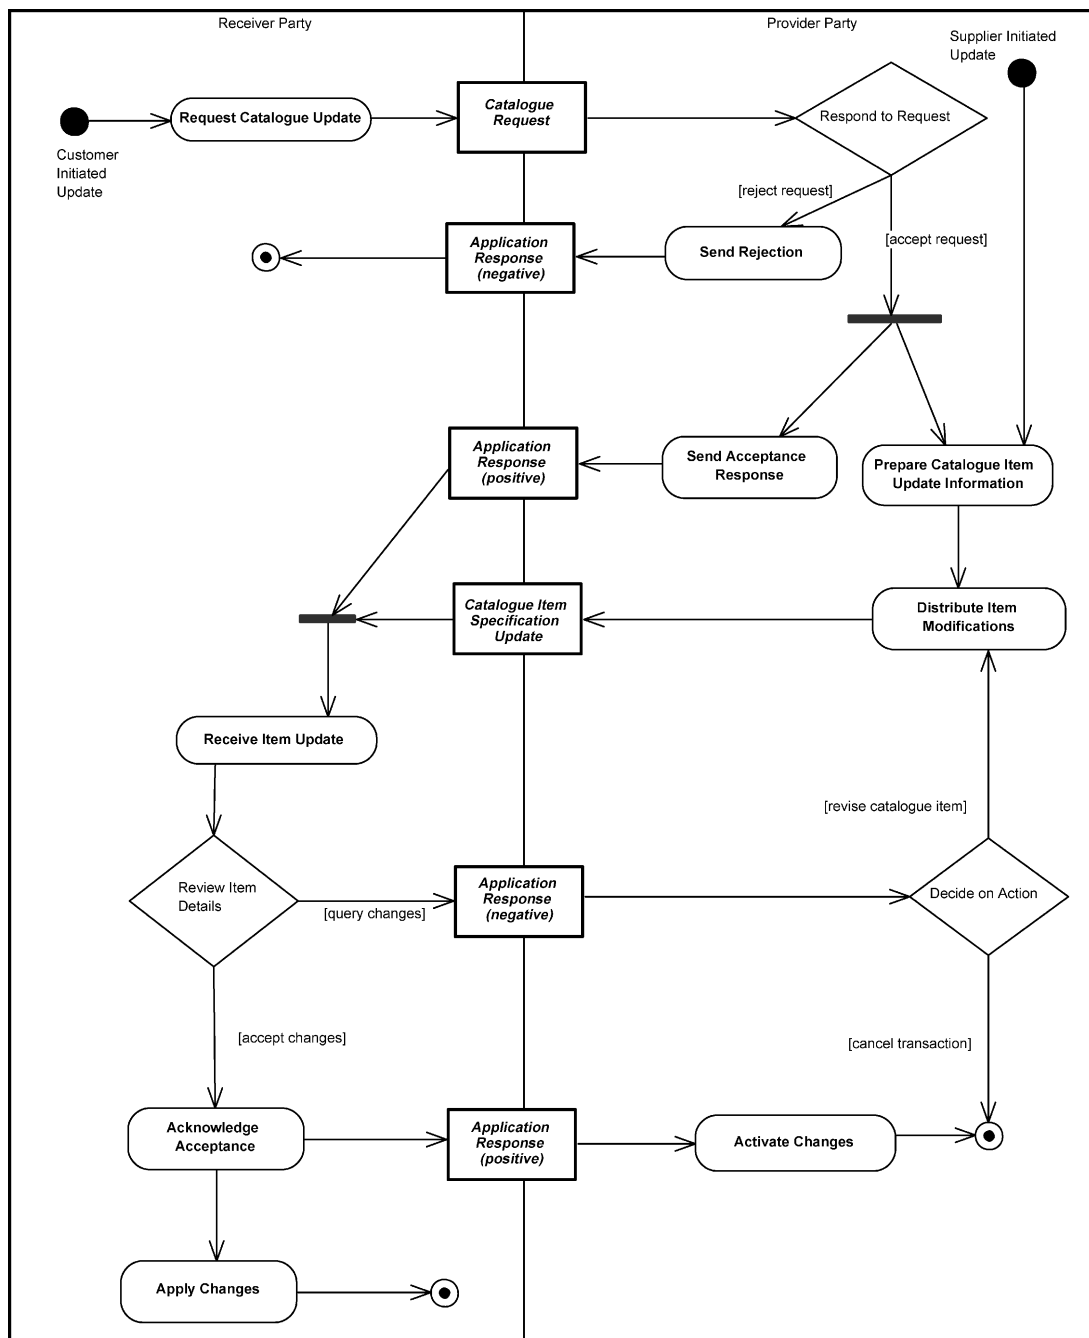 Receiver Party
Provider Party
Supplier Initiated
Update
Customer
Initiated
Update
Request Catalogue Update
Catalogue
Request
Respond to Request
[reject request]
[accept request]
Application
Response
(negative)
Send Rejection
Application
Response
(positive)
Send Acceptance
Response
Prepare Catalogue Item
Update Information
Catalogue Item
Specification
Update
Distribute Item
Modifications
Receive Item Update
[revise catalogue item]
Review Item
Details
[query changes]
Application
Response
(negative)
Decide on Action
[accept changes]
[cancel transaction]
Acknowledge
Acceptance
Application
Response
(positive)
Activate Changes
Apply Changes